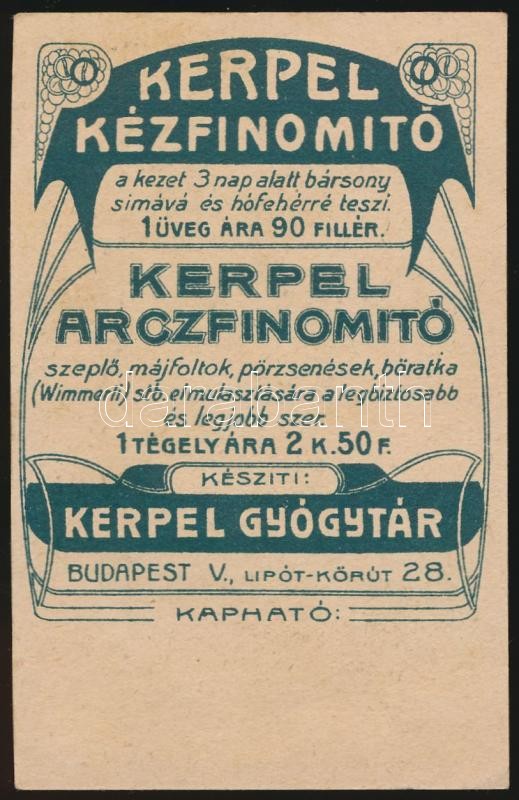 KERPEL
KÉZFINOMITÓ
a kezet 3 nap alatt bársony
simává és hófehérré teszi.
1 ÜVEG ÁRA 90 FILLÉR.
KERPEL
ARCZFINOMITÓ
szeplő, májfoltok, pörzsenések, bőratka
(Wimmerli) stb. elmulasztására a legbiztosabb
és legjobb szer.
1 TÉGELY ÁRA 2 K. 50 F.
KÉSZITI:
KERPEL GYÓGYTÁR
BUDAPEST V., LIPÓT-KÖRÚT 28.
KAPHATÓ:
darabanth